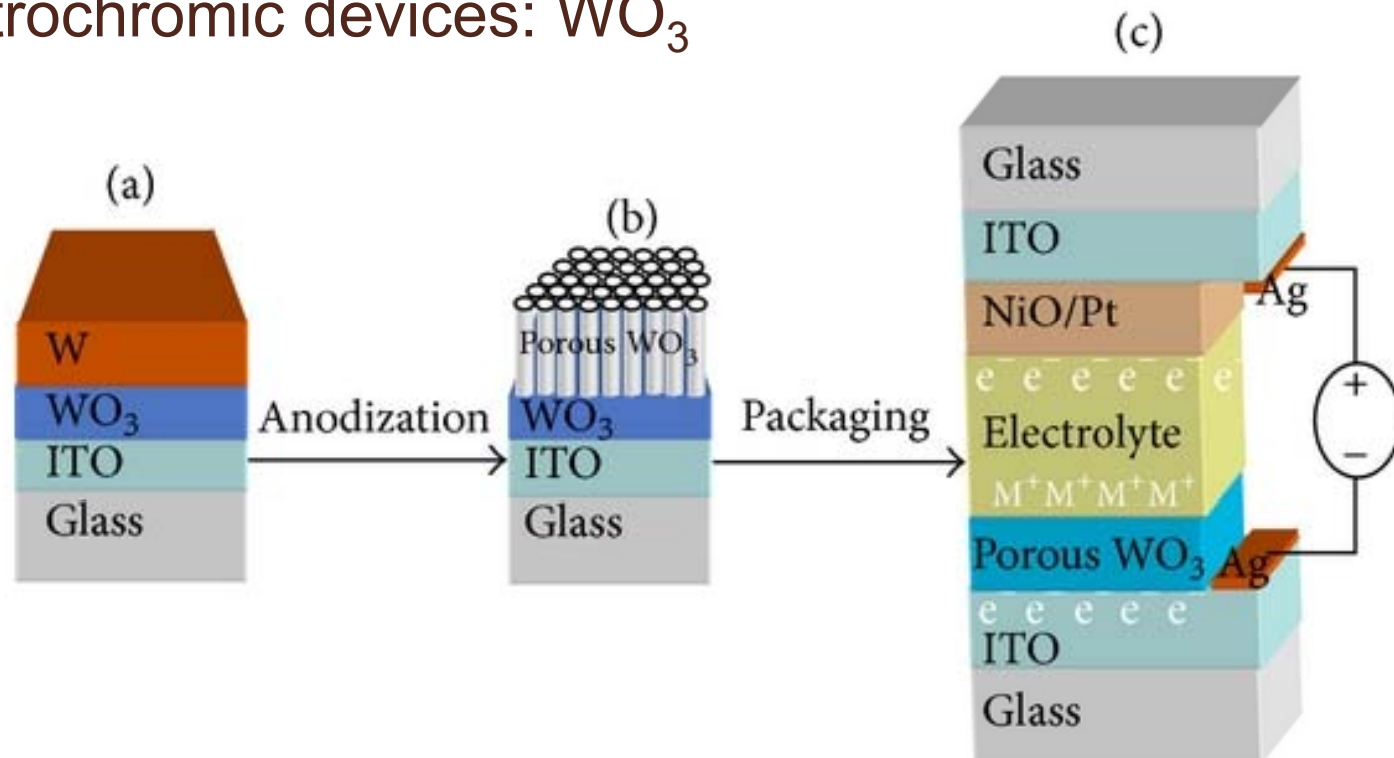 trochromic devices: WO₃
(a)
W
WO₃
ITO
Glass
Anodization
(b)
Porous WO₃
WO₃
ITO
Glass
Packaging
(c)
Glass
ITO
NiO/Pt
Ag
e e e e e e
Electrolyte
M⁺M⁺M⁺M⁺
Porous WO₃
Ag
e e e e e
ITO
Glass
+
−